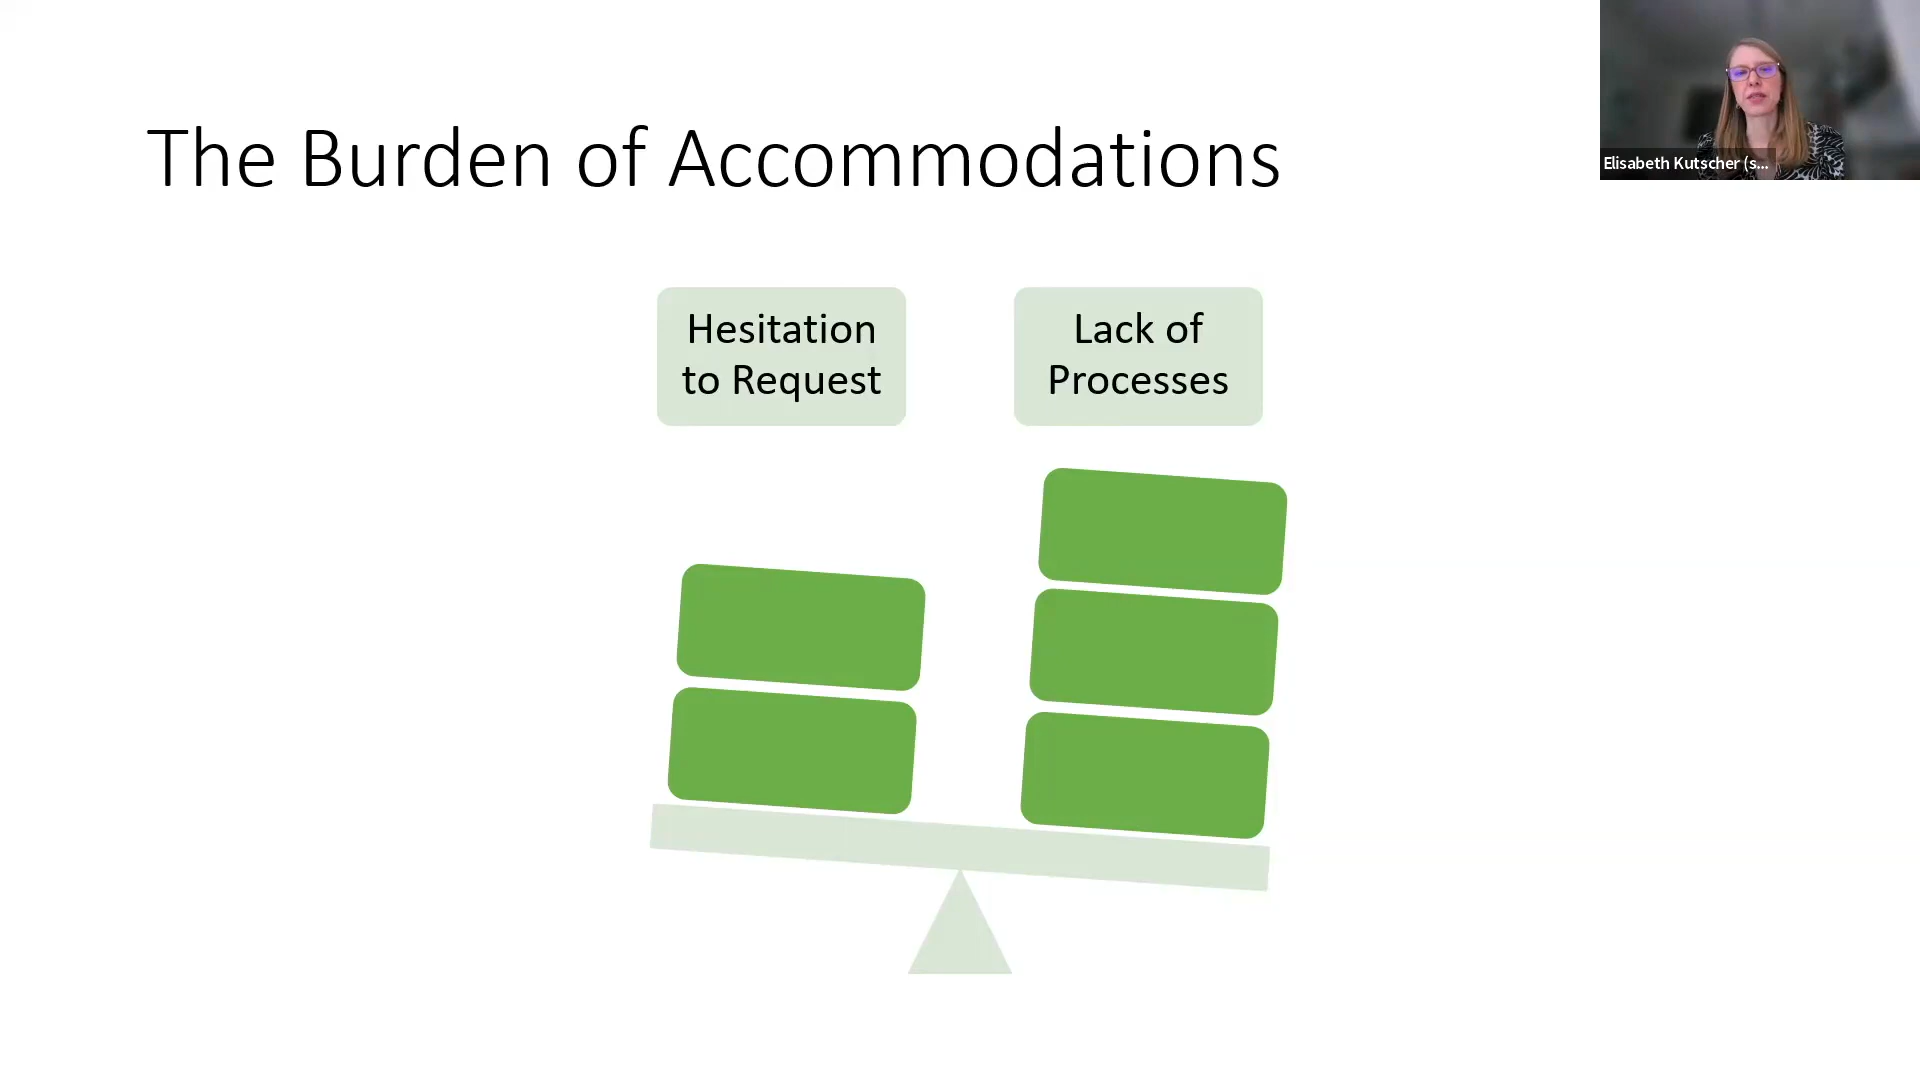 The Burden of Accommodations
Elisabeth Kutscher (s...
Hesitation
to Request
Lack of
Processes